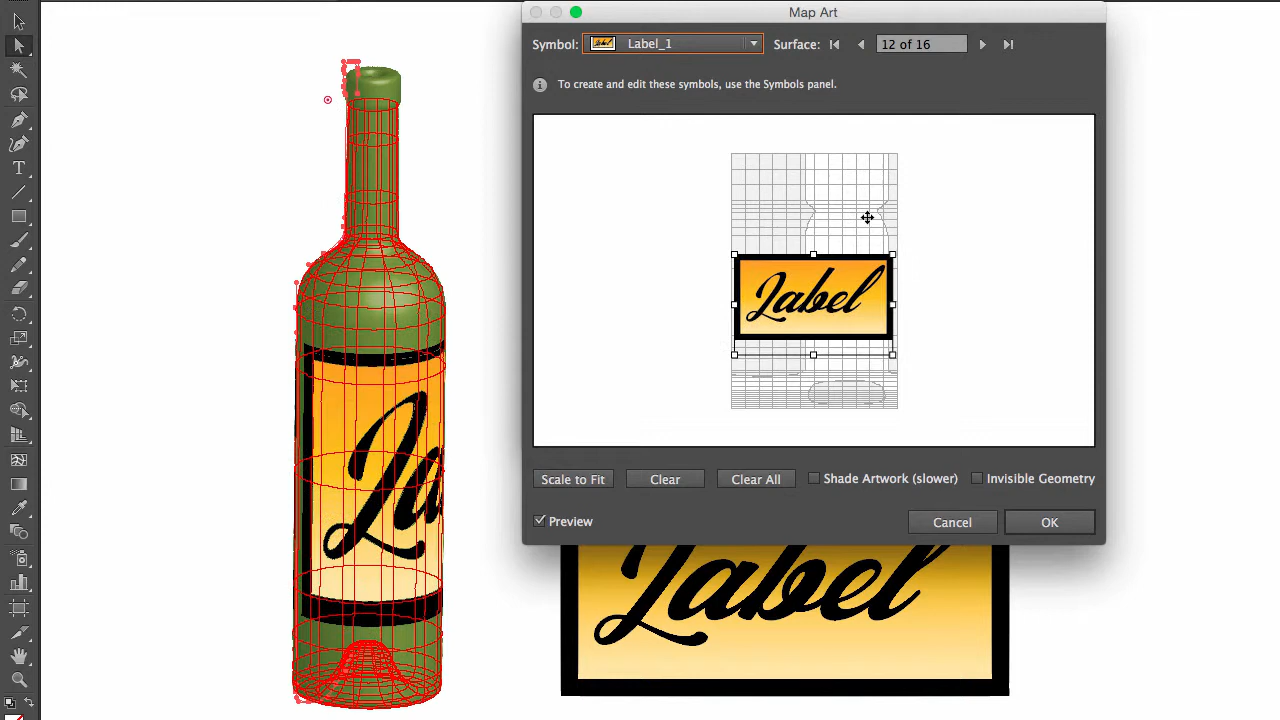 Map Art
Symbol: Label_1 Surface: 12 of 16
To create and edit these symbols, use the Symbols panel.
Label
Scale to Fit Clear Clear All Shade Artwork (slower) Invisible Geometry
Preview Cancel OK
La
Label